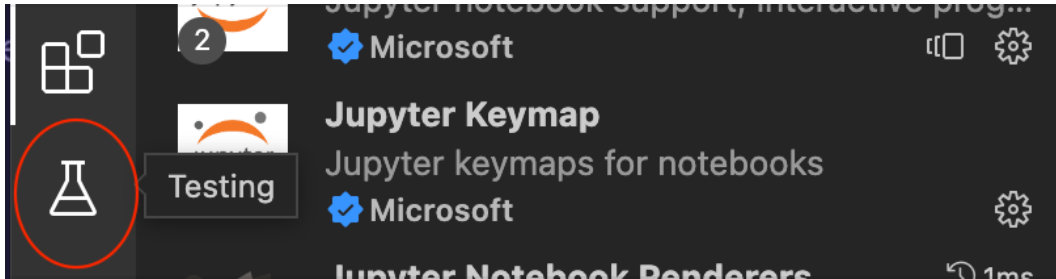 Jupyter notebook support, interactive prog...
2
Microsoft
Jupyter Keymap
Jupyter keymaps for notebooks
Testing
Microsoft
Jupyter Notebook Renderers
1ms